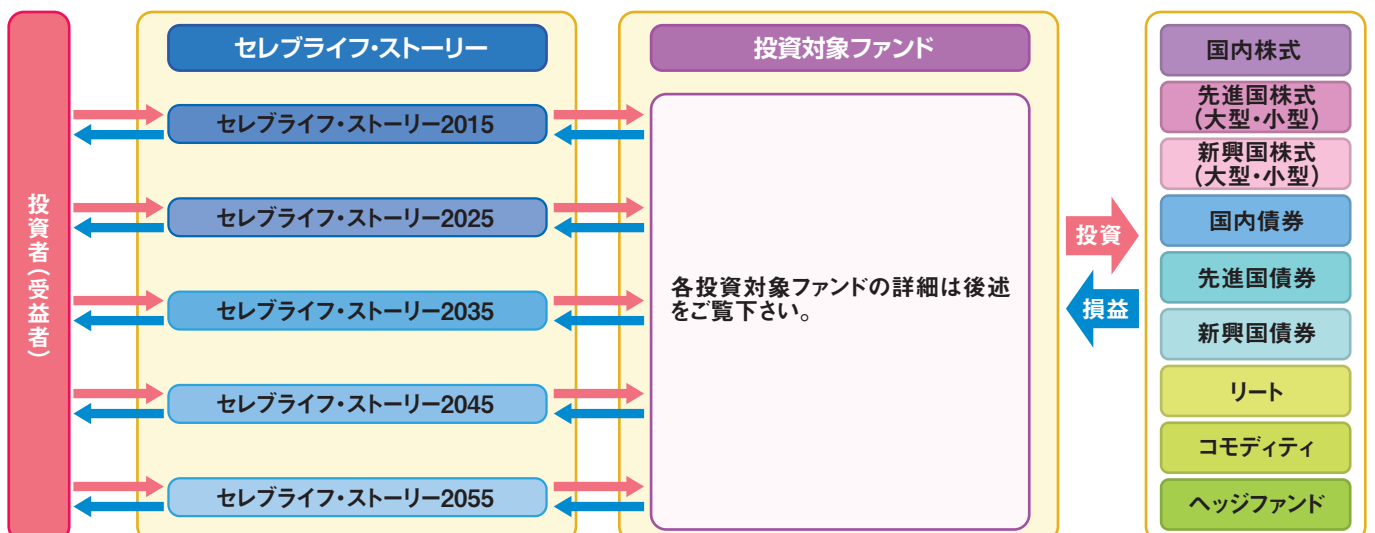 投資者（受益者）
セレブライフ・ストーリー
セレブライフ・ストーリー2015
セレブライフ・ストーリー2025
セレブライフ・ストーリー2035
セレブライフ・ストーリー2045
セレブライフ・ストーリー2055
投資対象ファンド
各投資対象ファンドの詳細は後述
をご覧下さい。
投資
損益
国内株式
先進国株式
（大型・小型）
新興国株式
（大型・小型）
国内債券
先進国債券
新興国債券
リート
コモディティ
ヘッジファンド